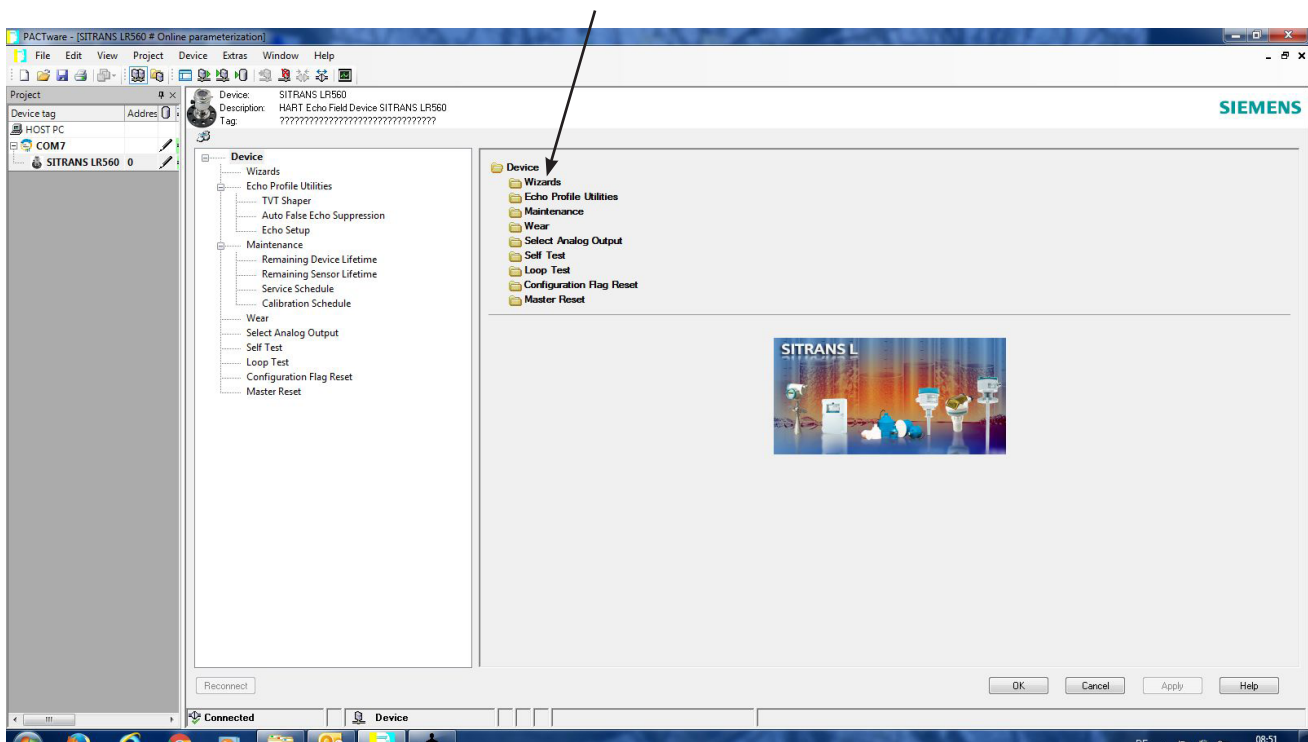 PACTware - [SITRANS LR560 # Online parameterization]
File Edit View Project Device Extras Window Help
Project
Device tag Addres
HOST PC
COM7
SITRANS LR560 0
Device: SITRANS LR560
Description: HART Echo Field Device SITRANS LR560
Tag: ????????????????????????????????
SIEMENS
Device
Wizards
Echo Profile Utilities
TVT Shaper
Auto False Echo Suppression
Echo Setup
Maintenance
Remaining Device Lifetime
Remaining Sensor Lifetime
Service Schedule
Calibration Schedule
Wear
Select Analog Output
Self Test
Loop Test
Configuration Flag Reset
Master Reset
Device
Wizards
Echo Profile Utilities
Maintenance
Wear
Select Analog Output
Self Test
Loop Test
Configuration Flag Reset
Master Reset
SITRANS L
Reconnect
OK Cancel Apply Help
Connected Device
08:51